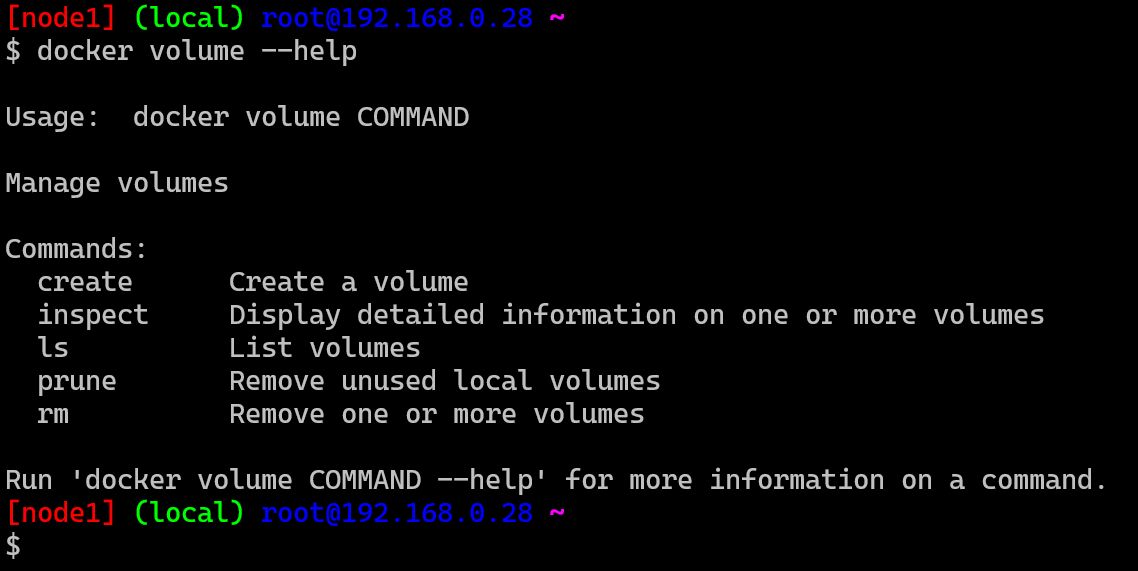 [node1] (local) root@192.168.0.28 ~
$ docker volume --help
Usage:  docker volume COMMAND
Manage volumes
Commands:
  create      Create a volume
  inspect     Display detailed information on one or more volumes
  ls          List volumes
  prune       Remove unused local volumes
  rm          Remove one or more volumes
Run 'docker volume COMMAND --help' for more information on a command.
[node1] (local) root@192.168.0.28 ~
$